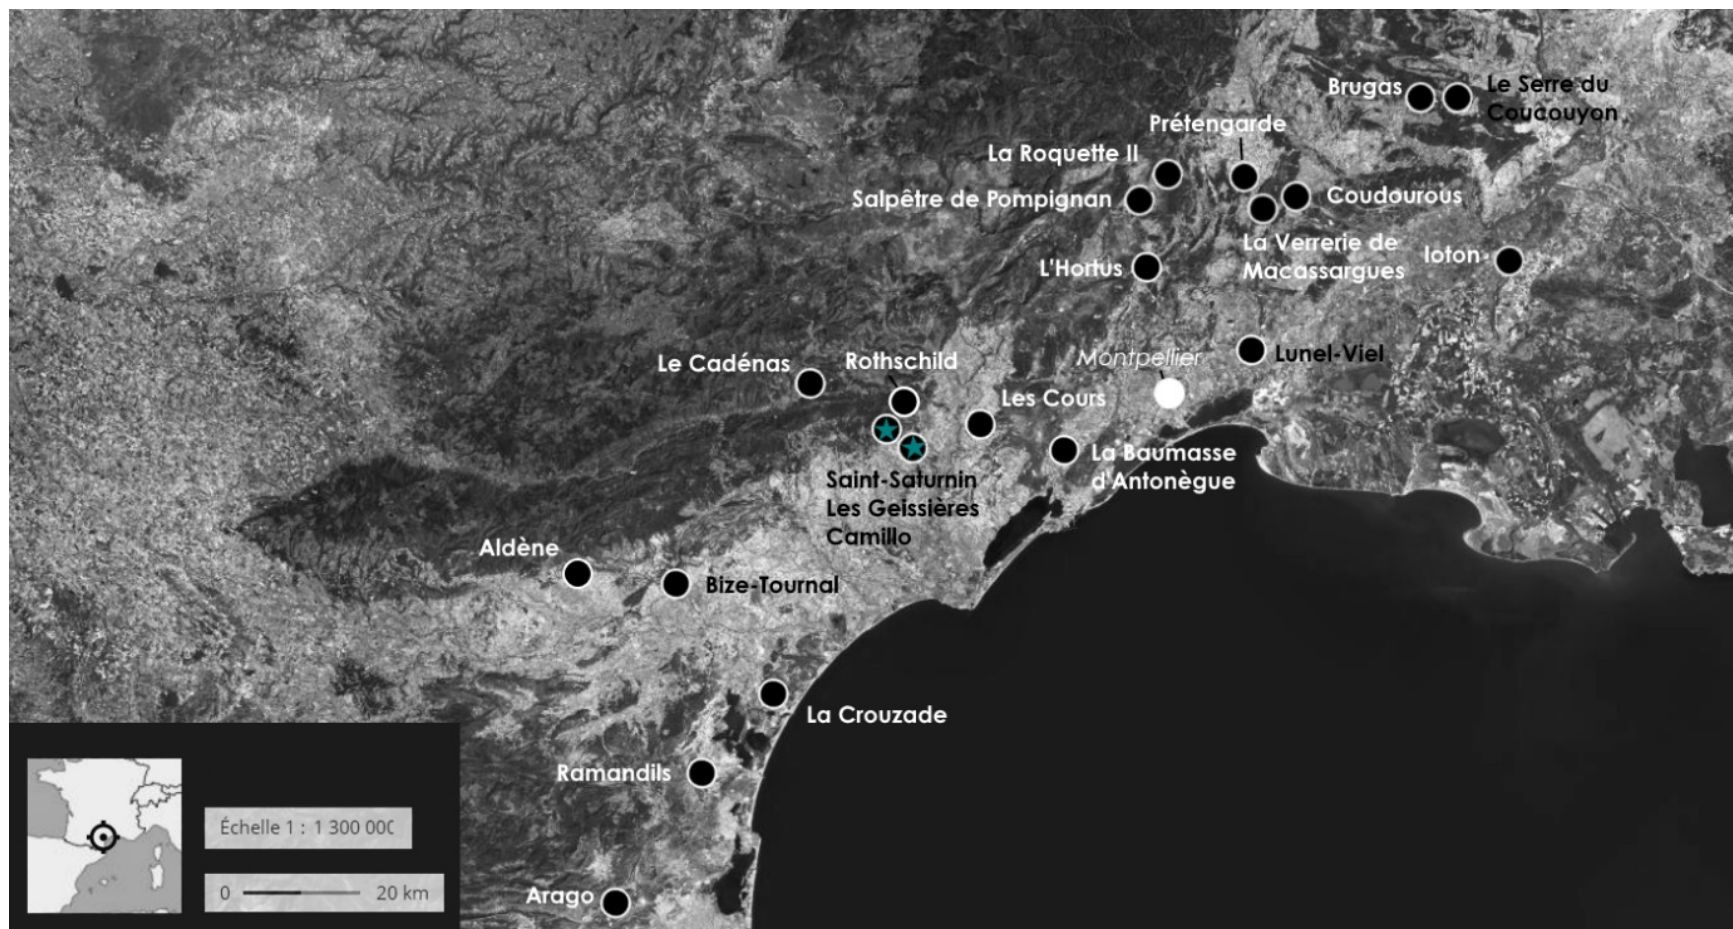 Brugas
Le Serre du
Coucouyon
Prétengarde
La Roquette II
Salpêtre de Pompignan
Coudourous
La Verrerie de
Macassargues
Ioton
L'Hortus
Lunel-Viel
Montpellier
Le Cadénas
Rothschild
Les Cours
La Baumasse
d'Antonègue
Saint-Saturnin
Les Geissières
Camillo
Aldène
Bize-Tournal
La Crouzade
Ramandils
Arago
Échelle 1 : 1 300 000
0 20 km